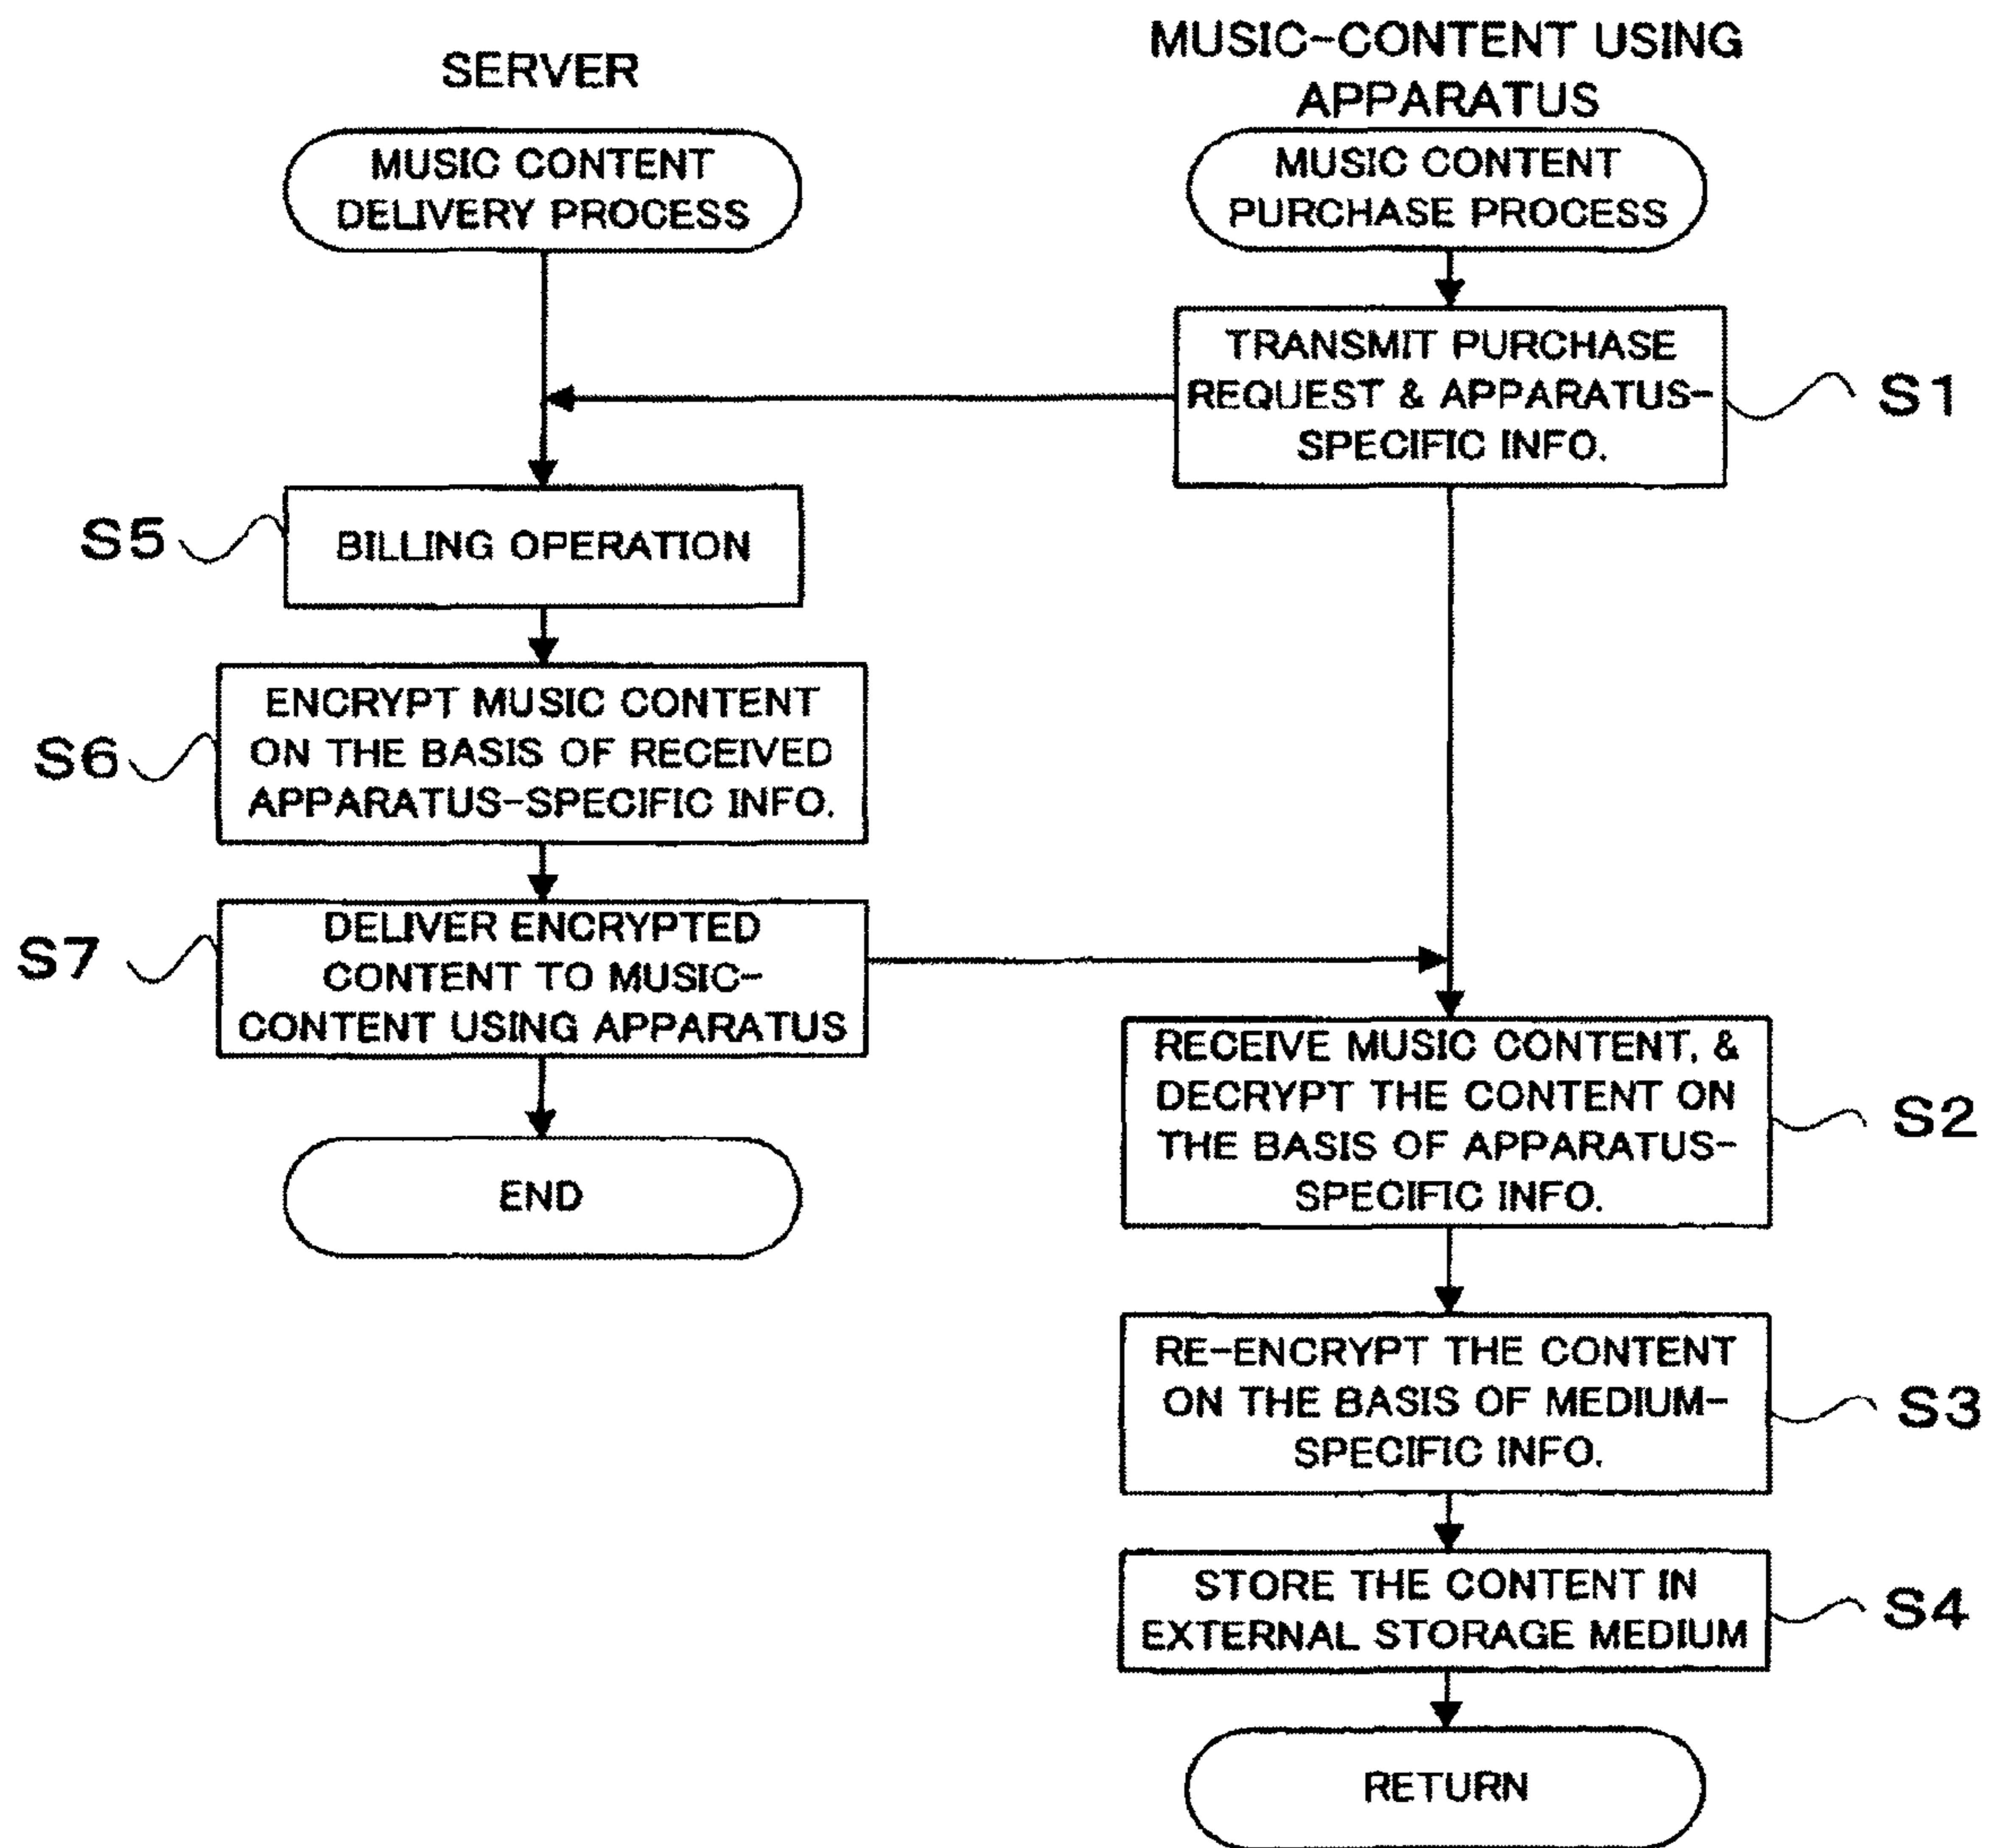 SERVER
MUSIC CONTENT
DELIVERY PROCESS
S5
BILLING OPERATION
S6
ENCRYPT MUSIC CONTENT
ON THE BASIS OF RECEIVED
APPARATUS-SPECIFIC INFO.
S7
DELIVER ENCRYPTED
CONTENT TO MUSIC-
CONTENT USING APPARATUS
END
MUSIC-CONTENT USING
APPARATUS
MUSIC CONTENT
PURCHASE PROCESS
TRANSMIT PURCHASE
REQUEST & APPARATUS-
SPECIFIC INFO.
S1
RECEIVE MUSIC CONTENT, &
DECRYPT THE CONTENT ON
THE BASIS OF APPARATUS-
SPECIFIC INFO.
S2
RE-ENCRYPT THE CONTENT
ON THE BASIS OF MEDIUM-
SPECIFIC INFO.
S3
STORE THE CONTENT IN
EXTERNAL STORAGE MEDIUM
S4
RETURN